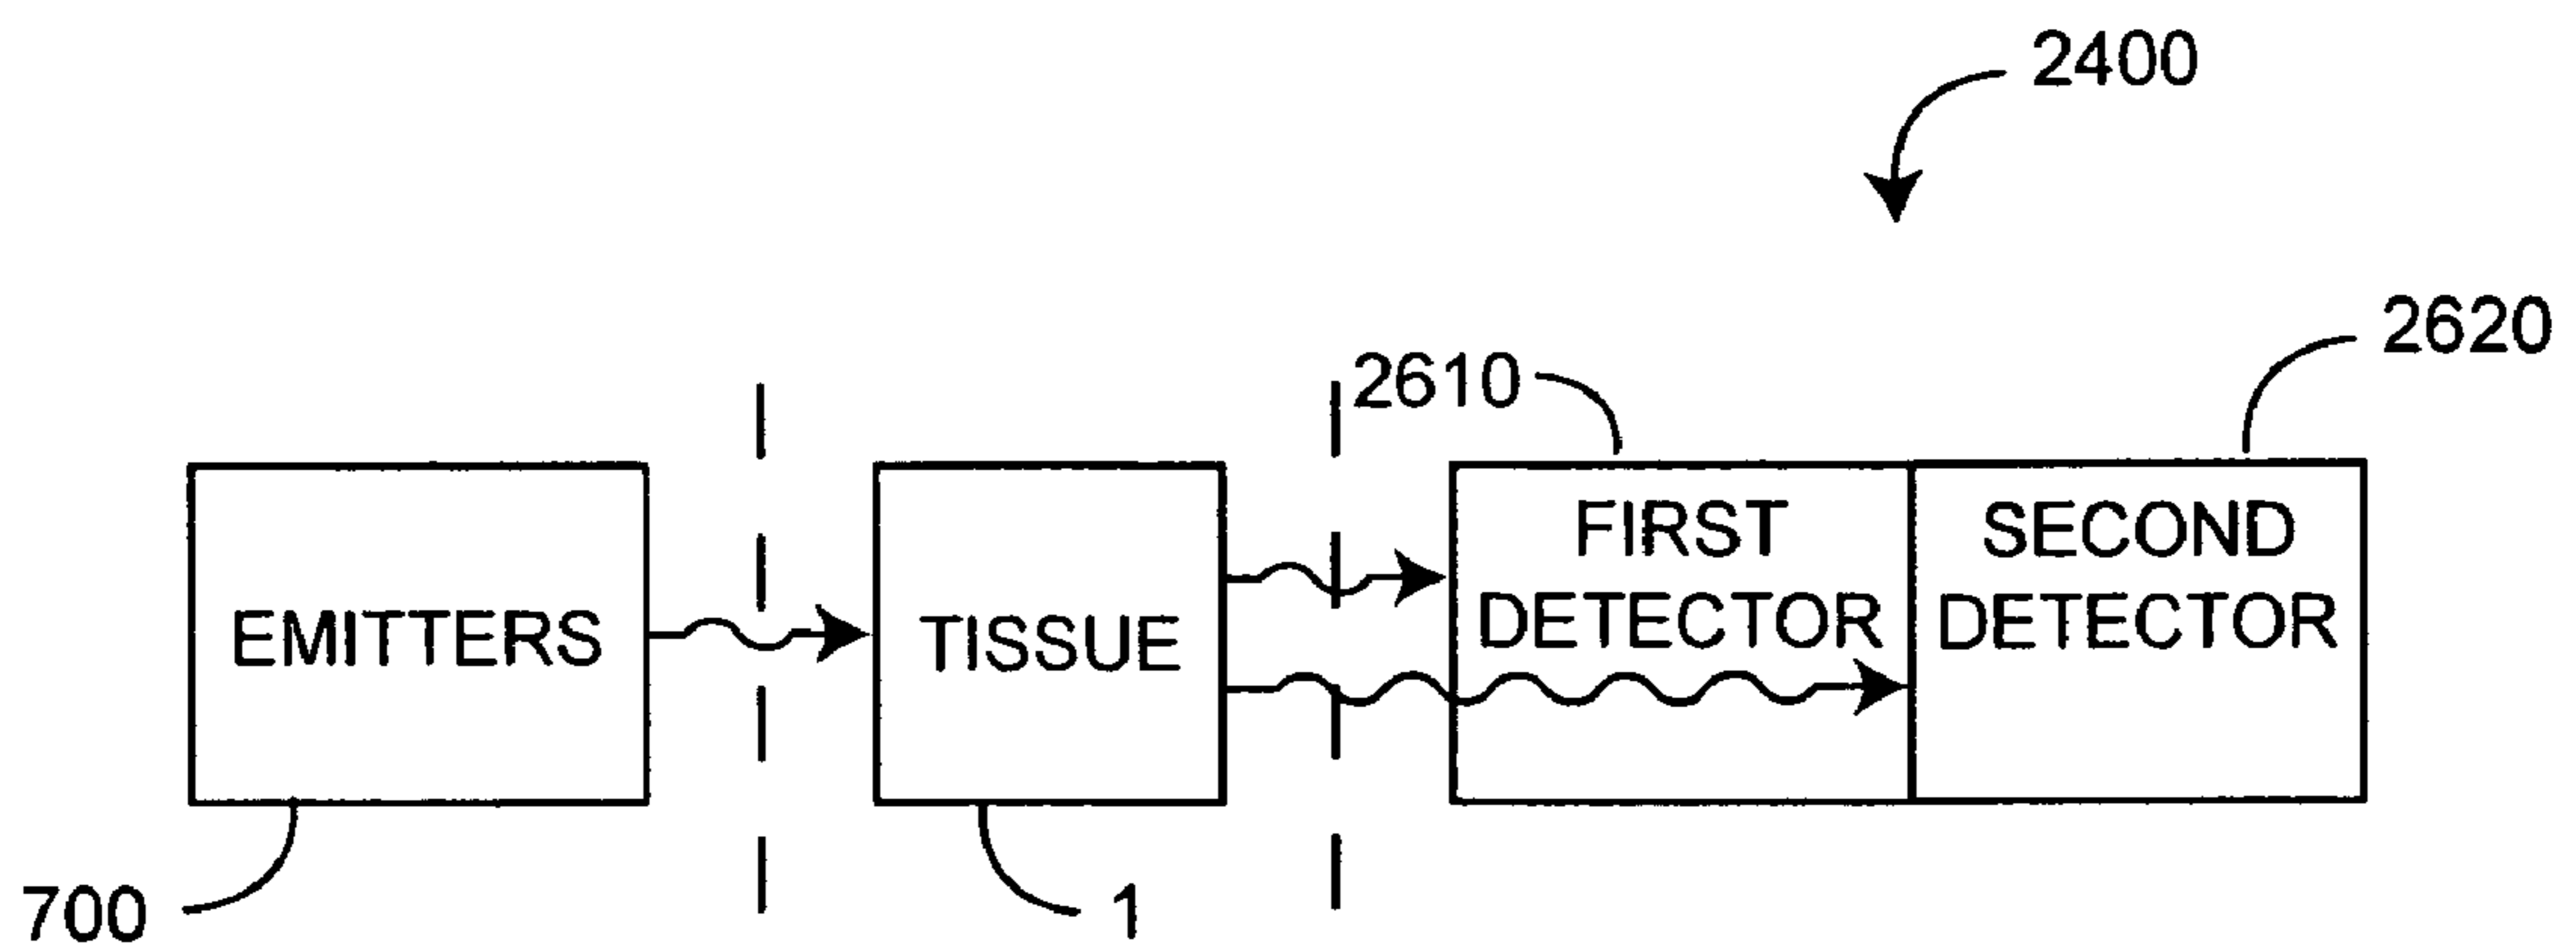 2400
2620
2610
FIRST
DETECTOR
SECOND
DETECTOR
EMITTERS
TISSUE
700
1